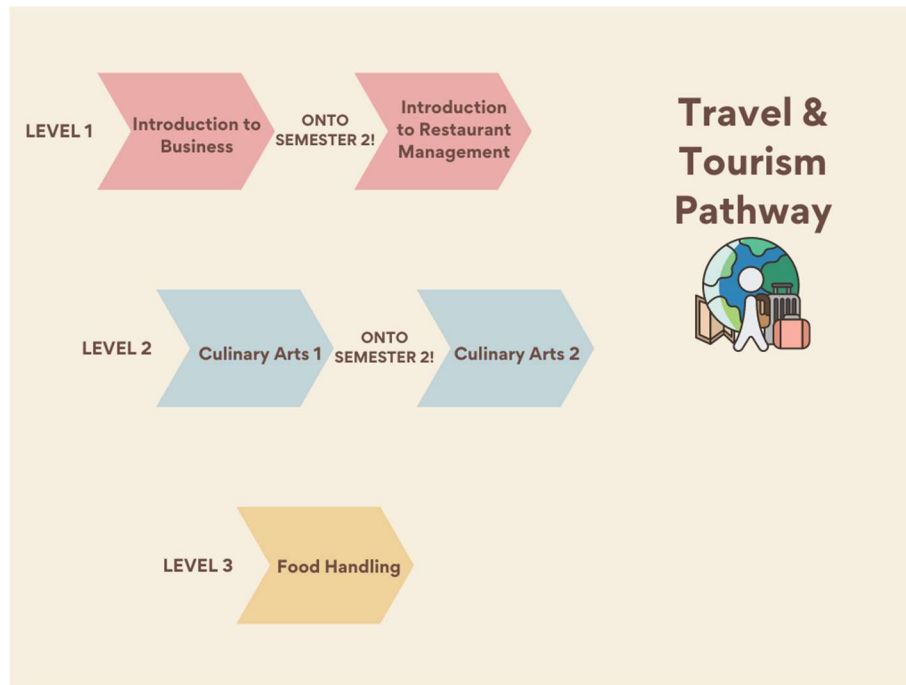 Travel &
Tourism
Pathway
LEVEL 1
Introduction to
Business
ONTO
SEMESTER 2!
Introduction
to Restaurant
Management
LEVEL 2
Culinary Arts 1
ONTO
SEMESTER 2!
Culinary Arts 2
LEVEL 3
Food Handling